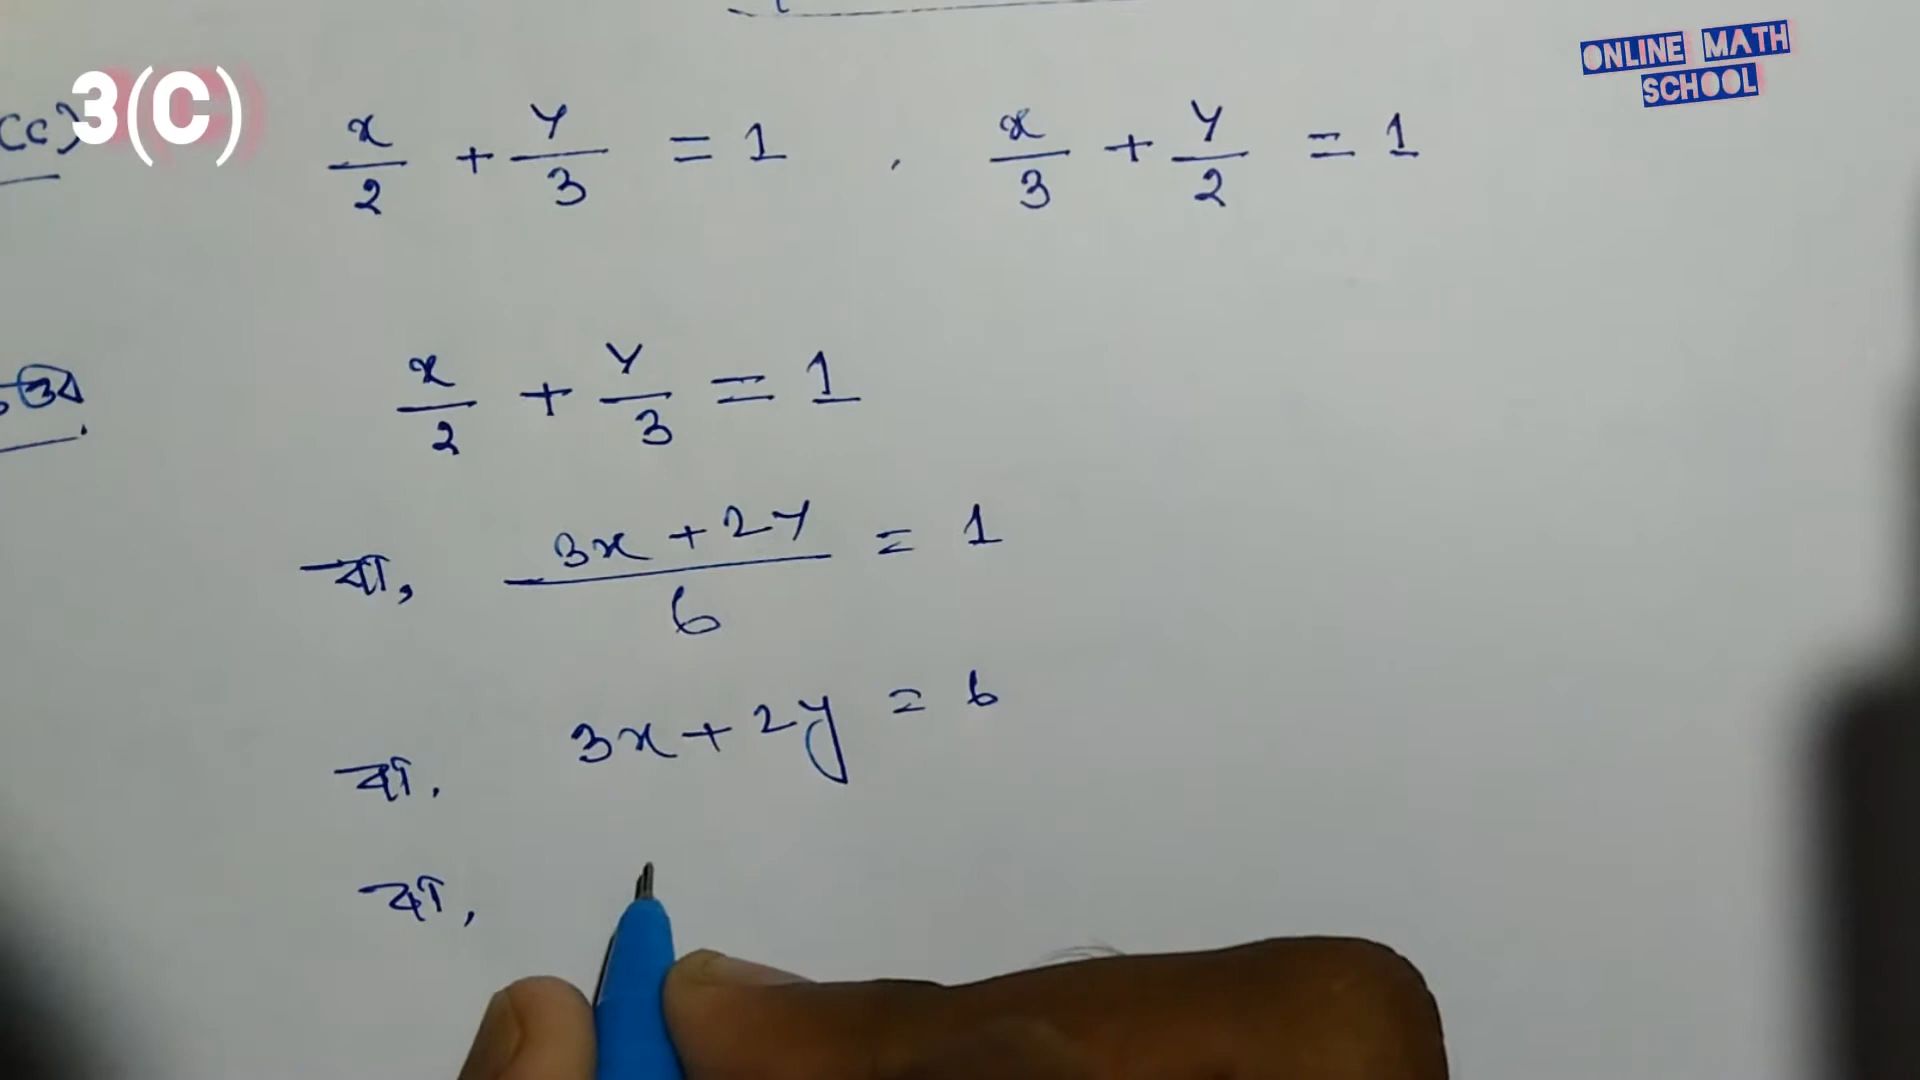 3(C)
ONLINE MATH
SCHOOL
(c) x/2 + y/3 = 1 , x/3 + y/2 = 1
x/2 + y/3 = 1
বা, (3x + 2y)/6 = 1
বা, 3x + 2y = 6
বা,